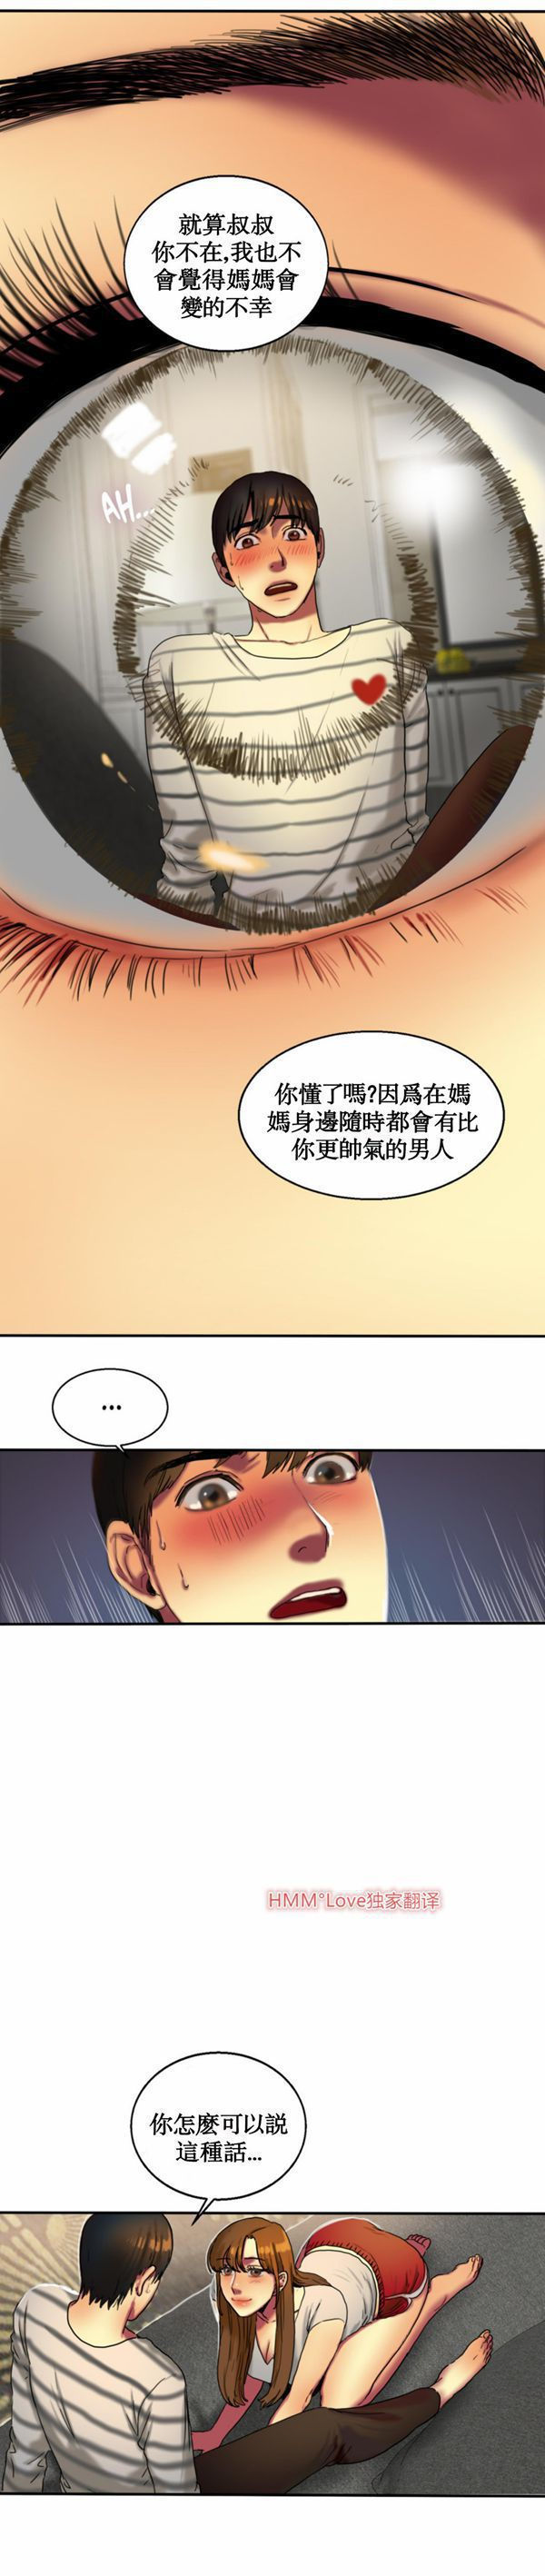 就算叔叔
你不在,我也不
會覺得媽媽會
變的不幸
AH...
你懂了嗎?因爲在媽
媽身邊隨時都會有比
你更帥氣的男人
...
HMM°Love独家翻译
你怎麽可以説
這種話...